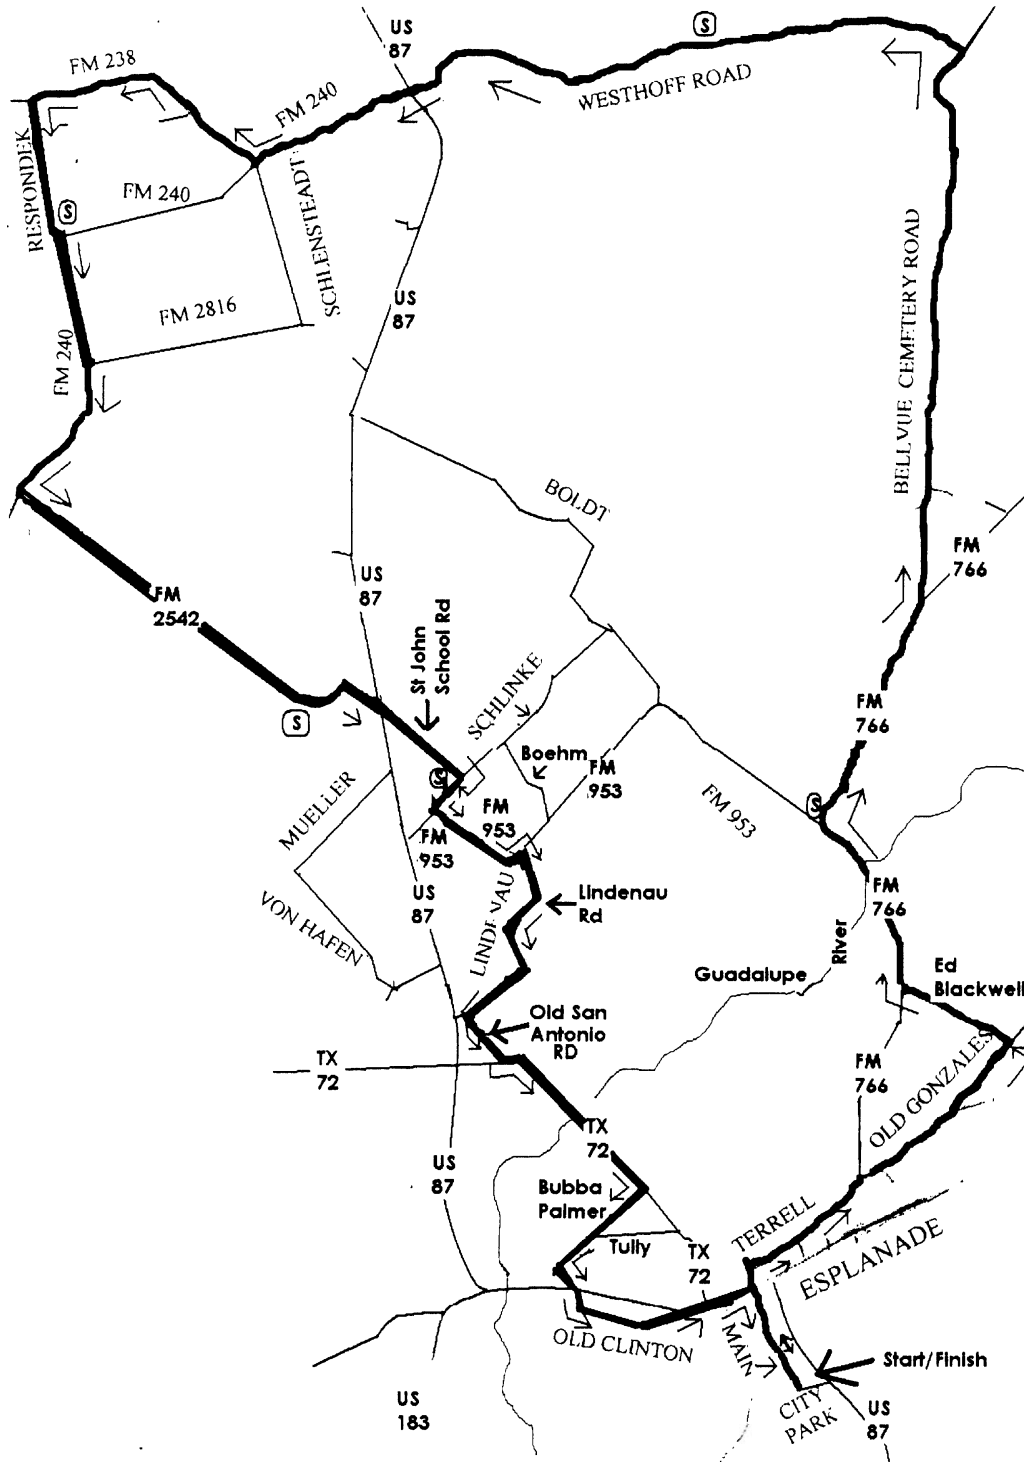 US
87
S
FM 238
FM 240
WESTHOFF ROAD
RESPONDEK
FM 240
S
SCHLENSTEADT
BELLVUE CEMETERY ROAD
US
87
FM 2816
FM 240
BOLDT
FM
766
US
87
FM
2542
St John
School Rd
SCHLINKE
S
FM
766
Boehm
FM
953
S
FM
953
MUELLER
FM 953
S
FM
953
LINDENAU
Lindenau
Rd
FM
766
US
87
VON HAFEN
River
Guadalupe
Ed
Blackwell
Old San
Antonio
RD
TX
72
FM
766
OLD GONZALES
TX
72
US
87
Bubba
Palmer
Tully
TX
72
TERRELL
ESPLANADE
OLD CLINTON
MAIN
Start/Finish
CITY
PARK
US
183
US
87